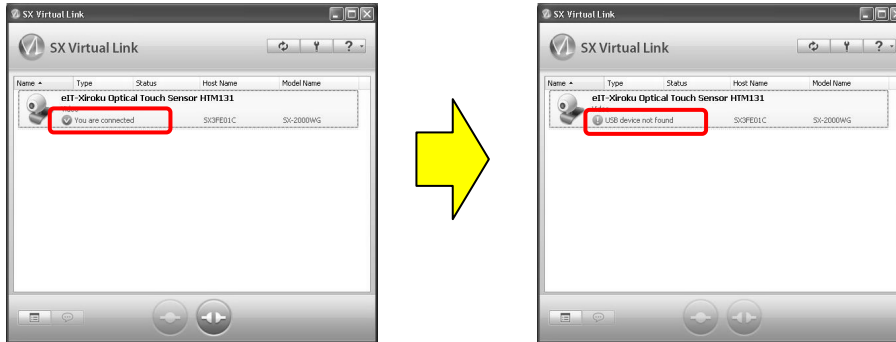 SX Virtual Link
SX Virtual Link
?
Name Type Status Host Name Model Name
eIT-Xiroku Optical Touch Sensor HTM131
Video
You are connected SX3FE01C SX-2000WG
SX Virtual Link
SX Virtual Link
?
Name Type Status Host Name Model Name
eIT-Xiroku Optical Touch Sensor HTM131
Video
USB device not found SX3FE01C SX-2000WG